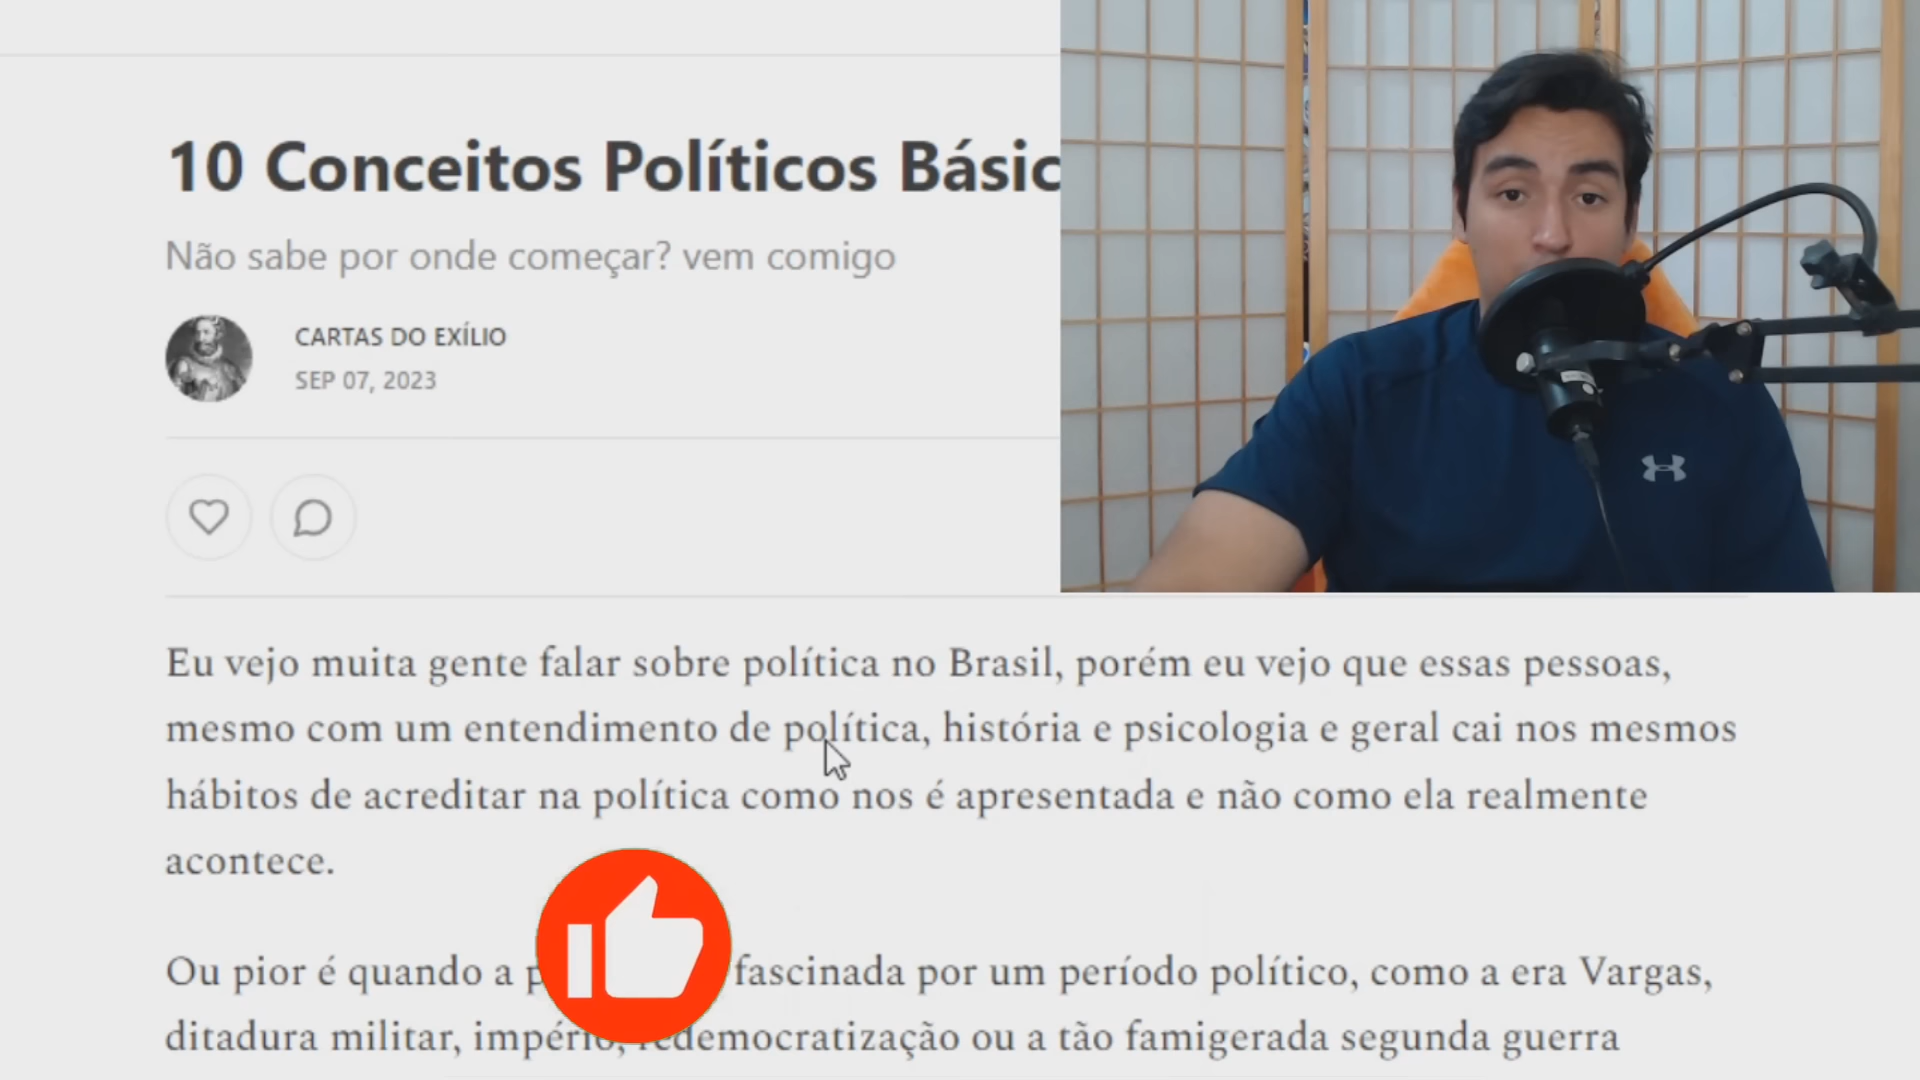 10 Conceitos Políticos Básic
Não sabe por onde começar? vem comigo
CARTAS DO EXÍLIO
SEP 07, 2023
Eu vejo muita gente falar sobre política no Brasil, porém eu vejo que essas pessoas,
mesmo com um entendimento de política, história e psicologia e geral cai nos mesmos
hábitos de acreditar na política como nos é apresentada e não como ela realmente
acontece.
Ou pior é quando a fascinada por um período político, como a era Vargas,
ditadura militar, império, redemocratização ou a tão famigerada segunda guerra